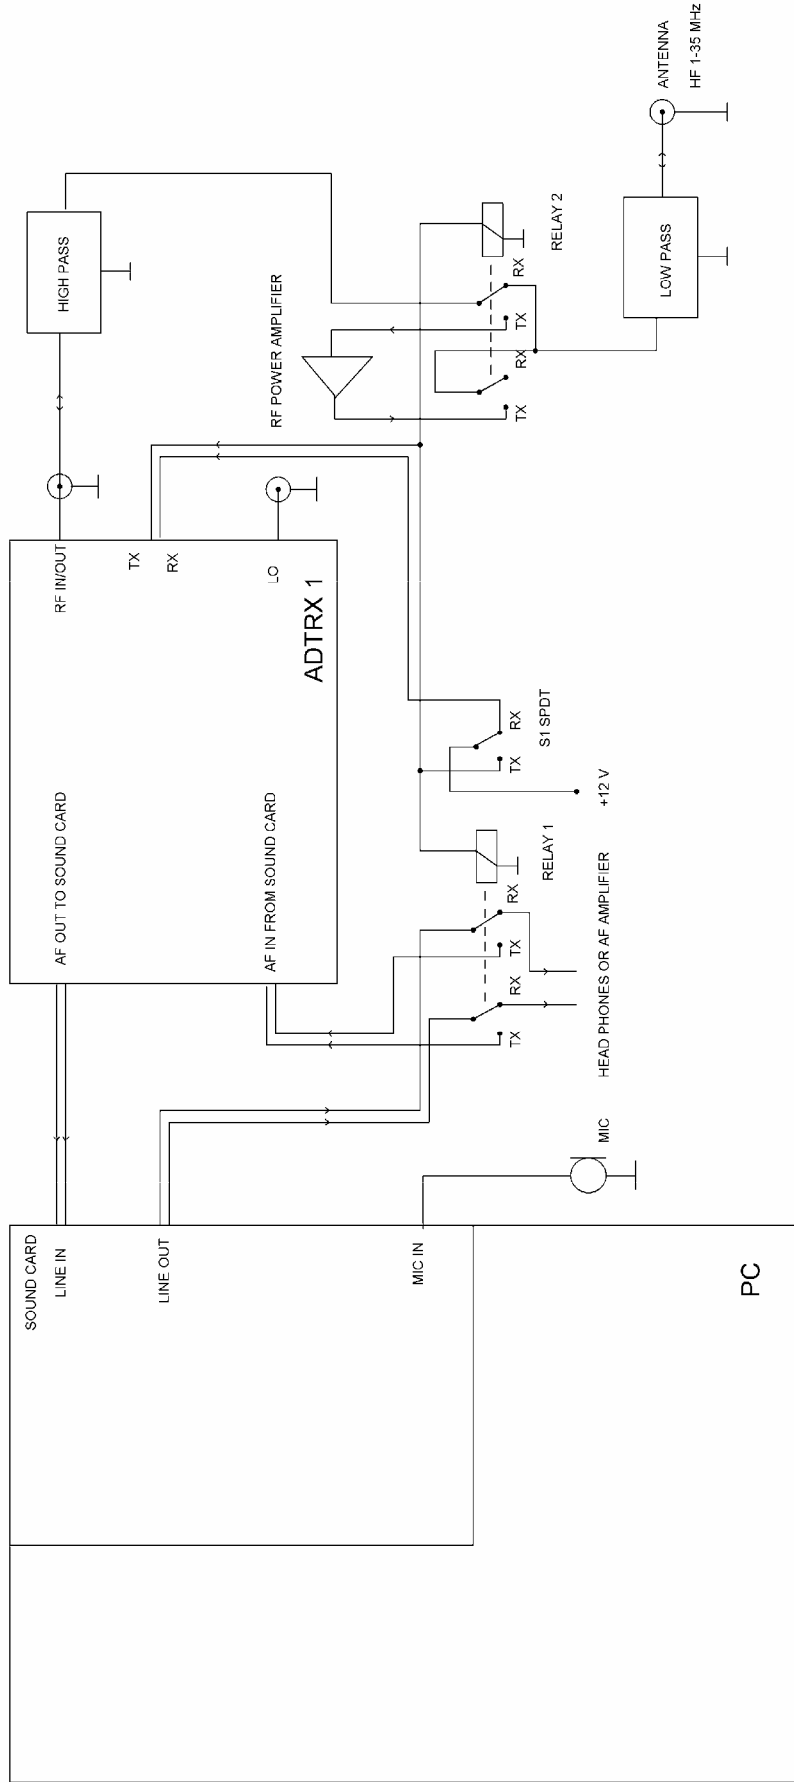 SOUND CARD
LINE IN
LINE OUT
MIC IN
PC
AF OUT TO SOUND CARD
AF IN FROM SOUND CARD
RF IN/OUT
TX
RX
LO
ADTRX 1
HIGH PASS
RF POWER AMPLIFIER
TX
RX
TX
RX
RELAY 2
LOW PASS
ANTENNA
HF 1-35 MHz
TX
RX
TX
RX
RELAY 1
TX
RX
S1 SPDT
+12 V
MIC
HEAD PHONES OR AF AMPLIFIER